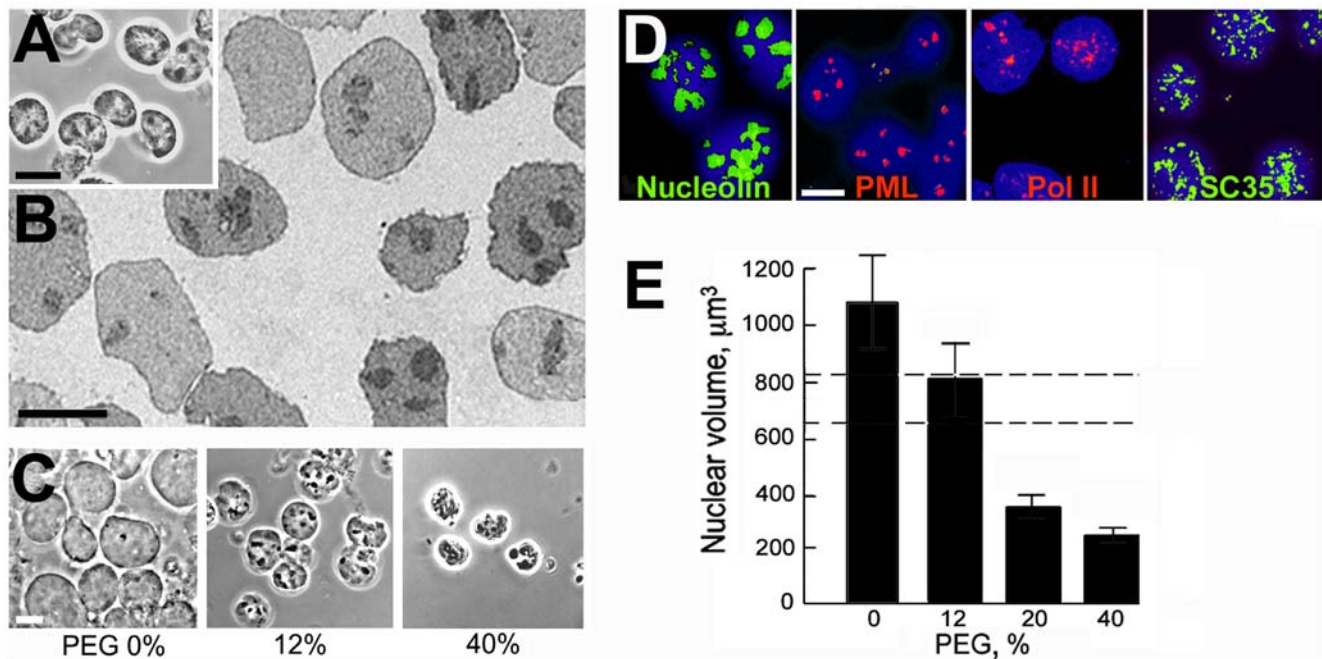 A
B
C
PEG 0%
12%
40%
D
Nucleolin
PML
Pol II
SC35
E
Nuclear volume, μm³
1200
1000
800
600
400
200
0
0 12 20 40
PEG, %